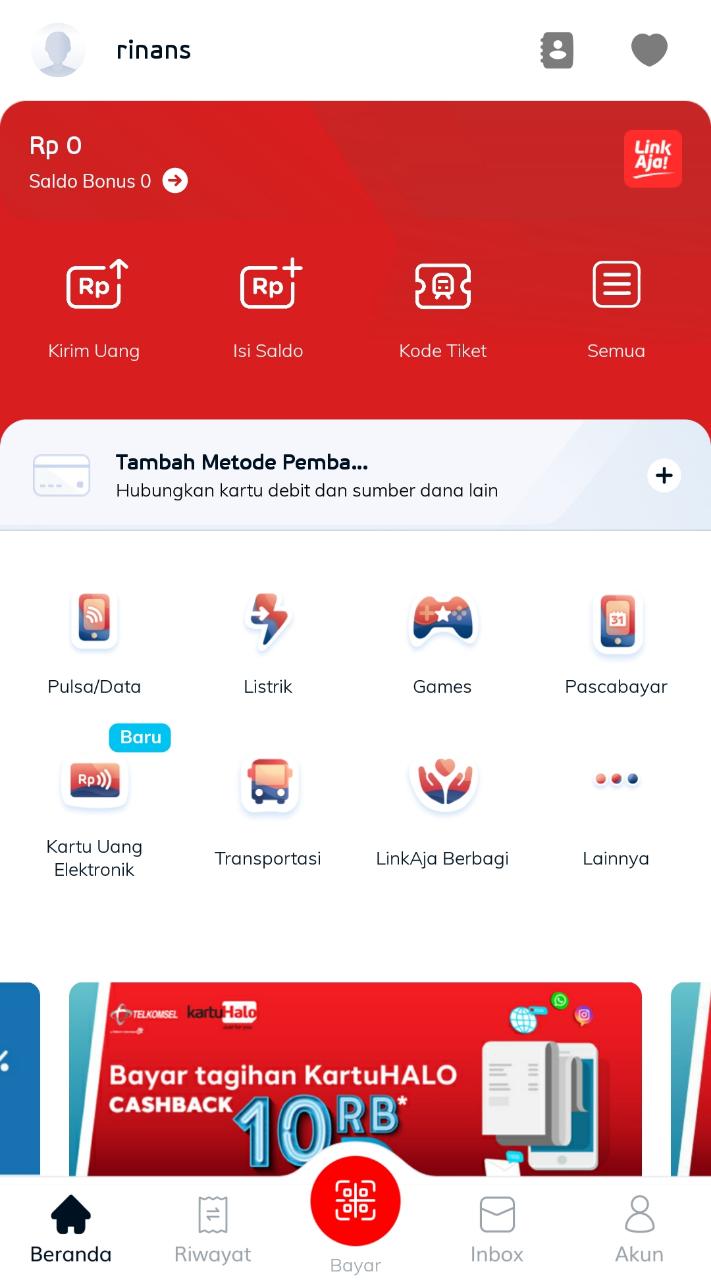 rinans
Rp 0
Saldo Bonus 0
Link
Aja!
Rp
Rp
Kirim Uang
Isi Saldo
Kode Tiket
Semua
Tambah Metode Pemba...
Hubungkan kartu debit dan sumber dana lain
31
Pulsa/Data
Listrik
Games
Pascabayar
Baru
Rp
Kartu Uang
Elektronik
Transportasi
LinkAja Berbagi
Lainnya
TELKOMSEL
kartuHalo
Bayar tagihan KartuHALO
CASHBACK 10RB*
Beranda
Riwayat
Bayar
Inbox
Akun